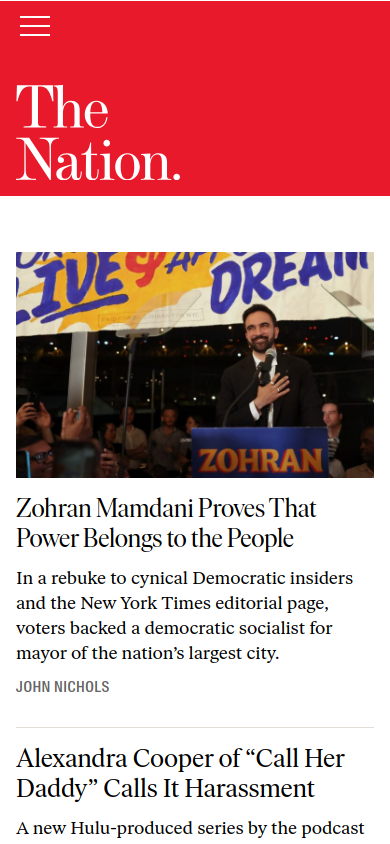 The
Nation.
LIVE
DREAM
ZOHRAN
Zohran Mamdani Proves That
Power Belongs to the People
In a rebuke to cynical Democratic insiders
and the New York Times editorial page,
voters backed a democratic socialist for
mayor of the nation’s largest city.
JOHN NICHOLS
Alexandra Cooper of “Call Her
Daddy” Calls It Harassment
A new Hulu-produced series by the podcast